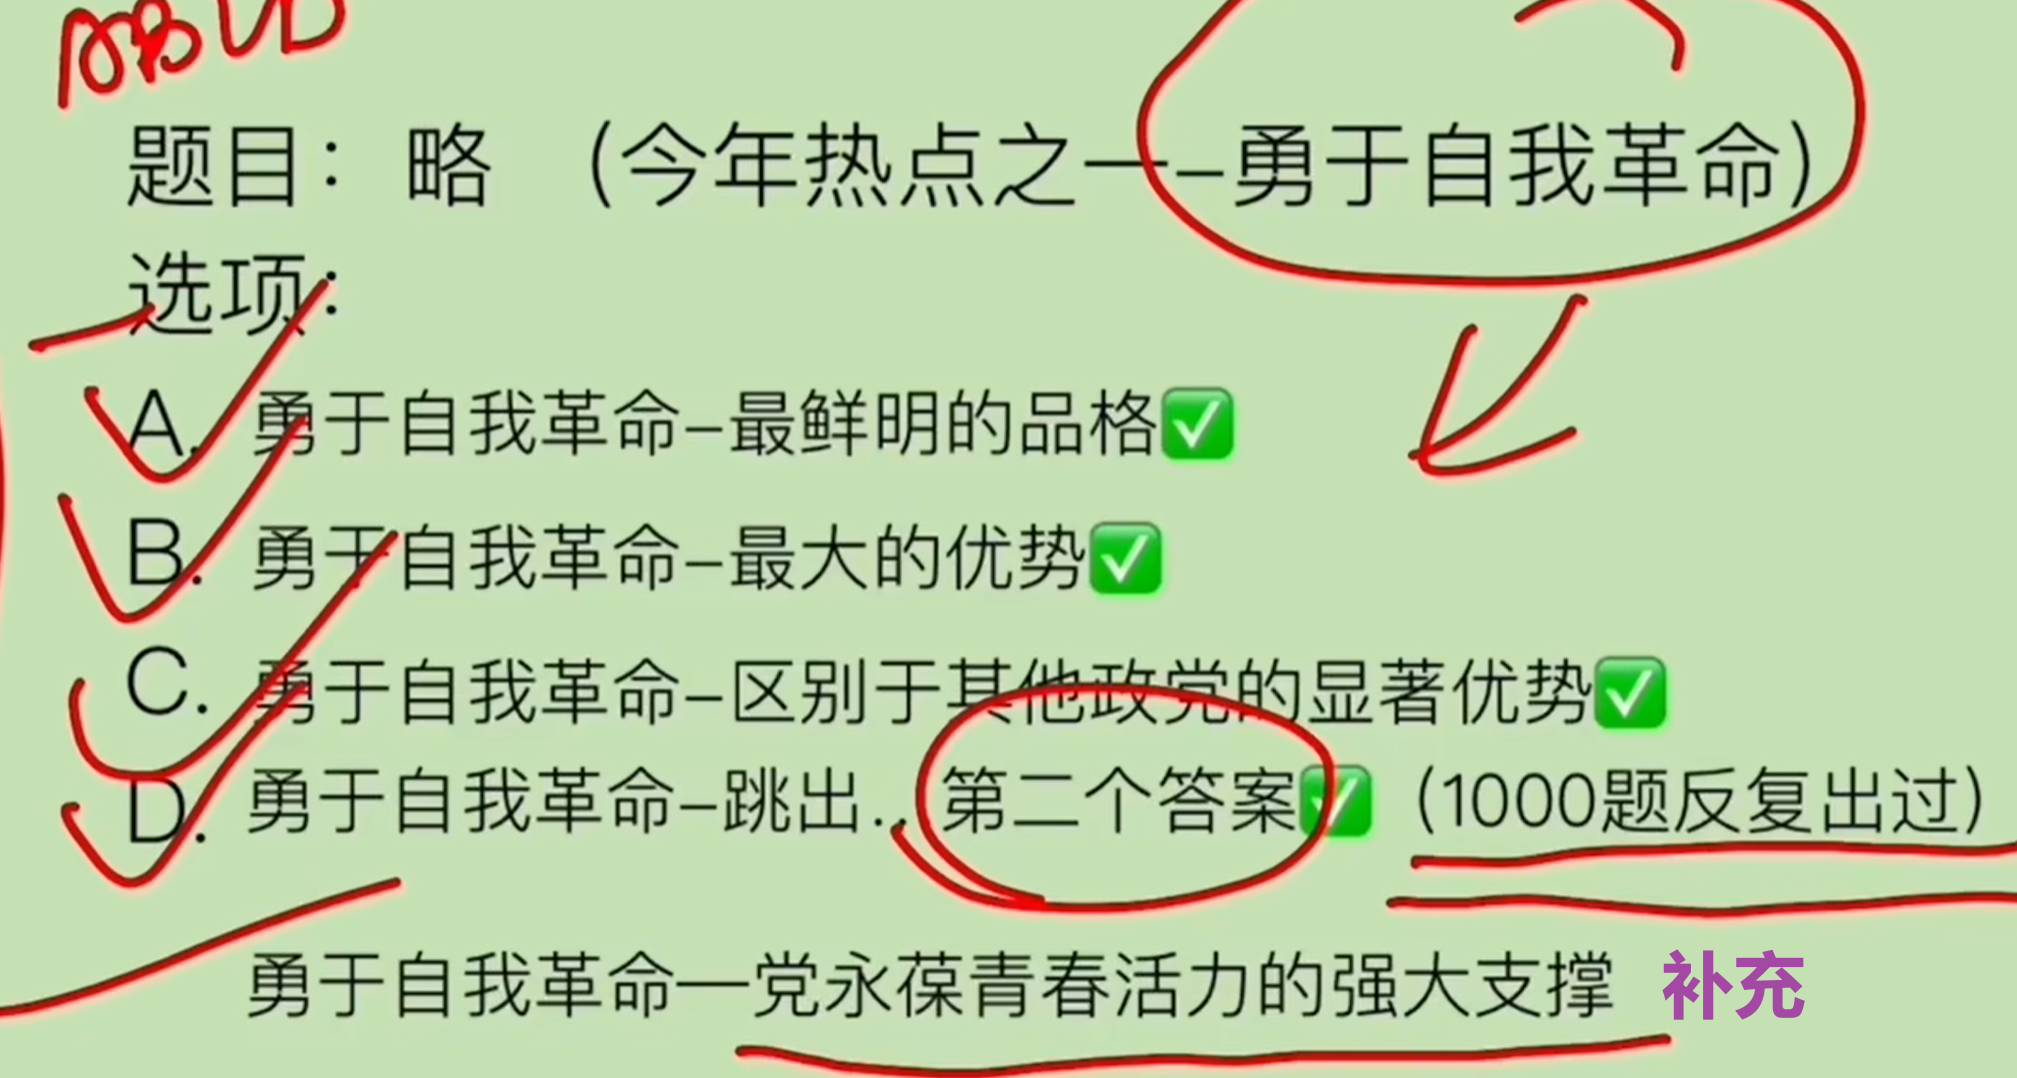 题目：略 （今年热点之一–勇于自我革命）
选项：
A. 勇于自我革命–最鲜明的品格✅
B. 勇于自我革命–最大的优势✅
C. 勇于自我革命–区别于其他政党的显著优势✅
D. 勇于自我革命–跳出.. 第二个答案✅（1000题反复出过）
勇于自我革命—党永葆青春活力的强大支撑 补充